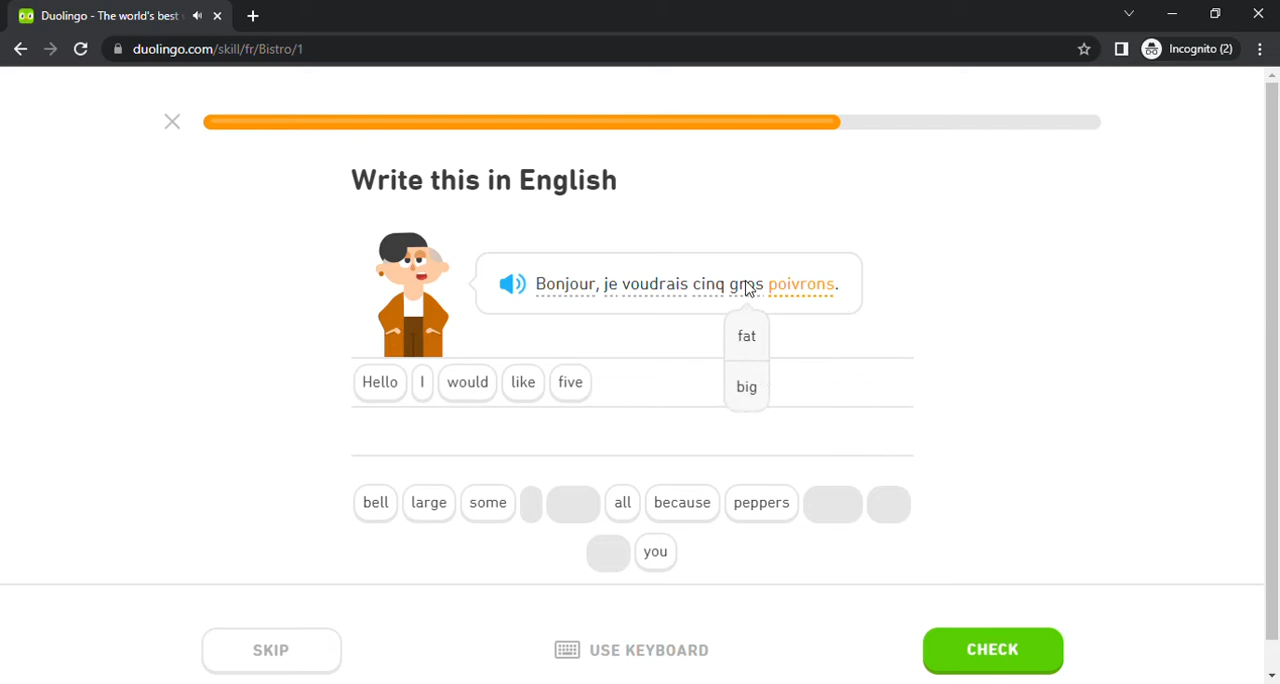 Duolingo - The world's best
duolingo.com/skill/fr/Bistro/1
Incognito (2)
Write this in English
Bonjour, je voudrais cinq gros poivrons.
fat
big
Hello I would like five
bell large some all because peppers
you
SKIP
USE KEYBOARD
CHECK